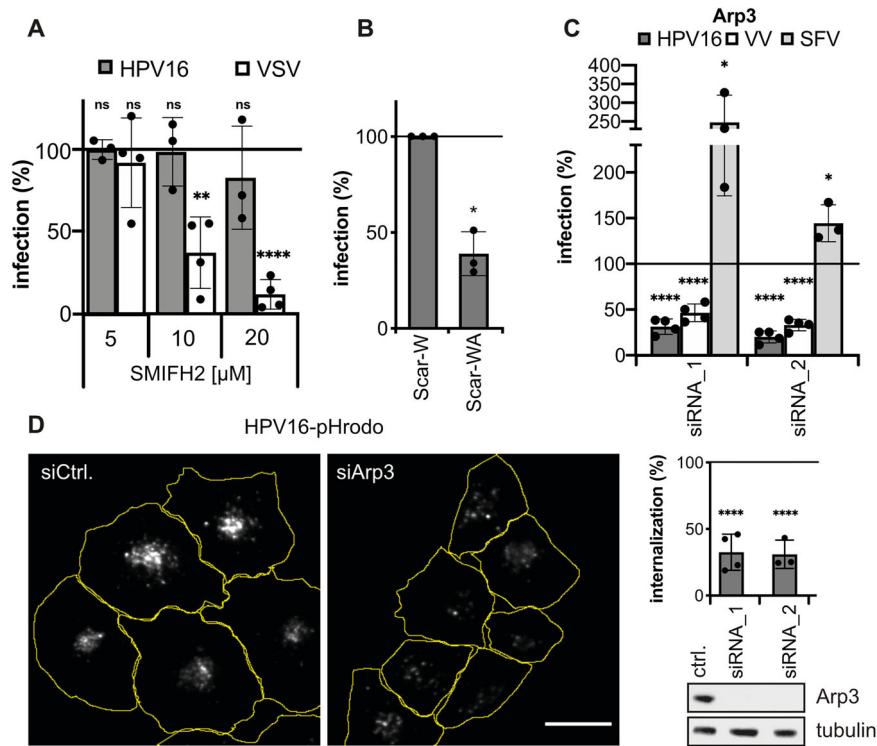 A
HPV16 VSV
infection (%)
100
50
0
ns ns ns ** ns ****
5 10 20
SMIFH2 [µM]
B
infection (%)
100
50
0
*
Scar-W
Scar-WA
C
Arp3
HPV16 VV SFV
infection (%)
400
350
300
250
200
150
100
50
0
**** **** *
**** **** *
siRNA_1
siRNA_2
D
HPV16-pHrodo
siCtrl.
siArp3
internalization (%)
100
50
0
**** ****
ctrl.
siRNA_1
siRNA_2
Arp3
tubulin